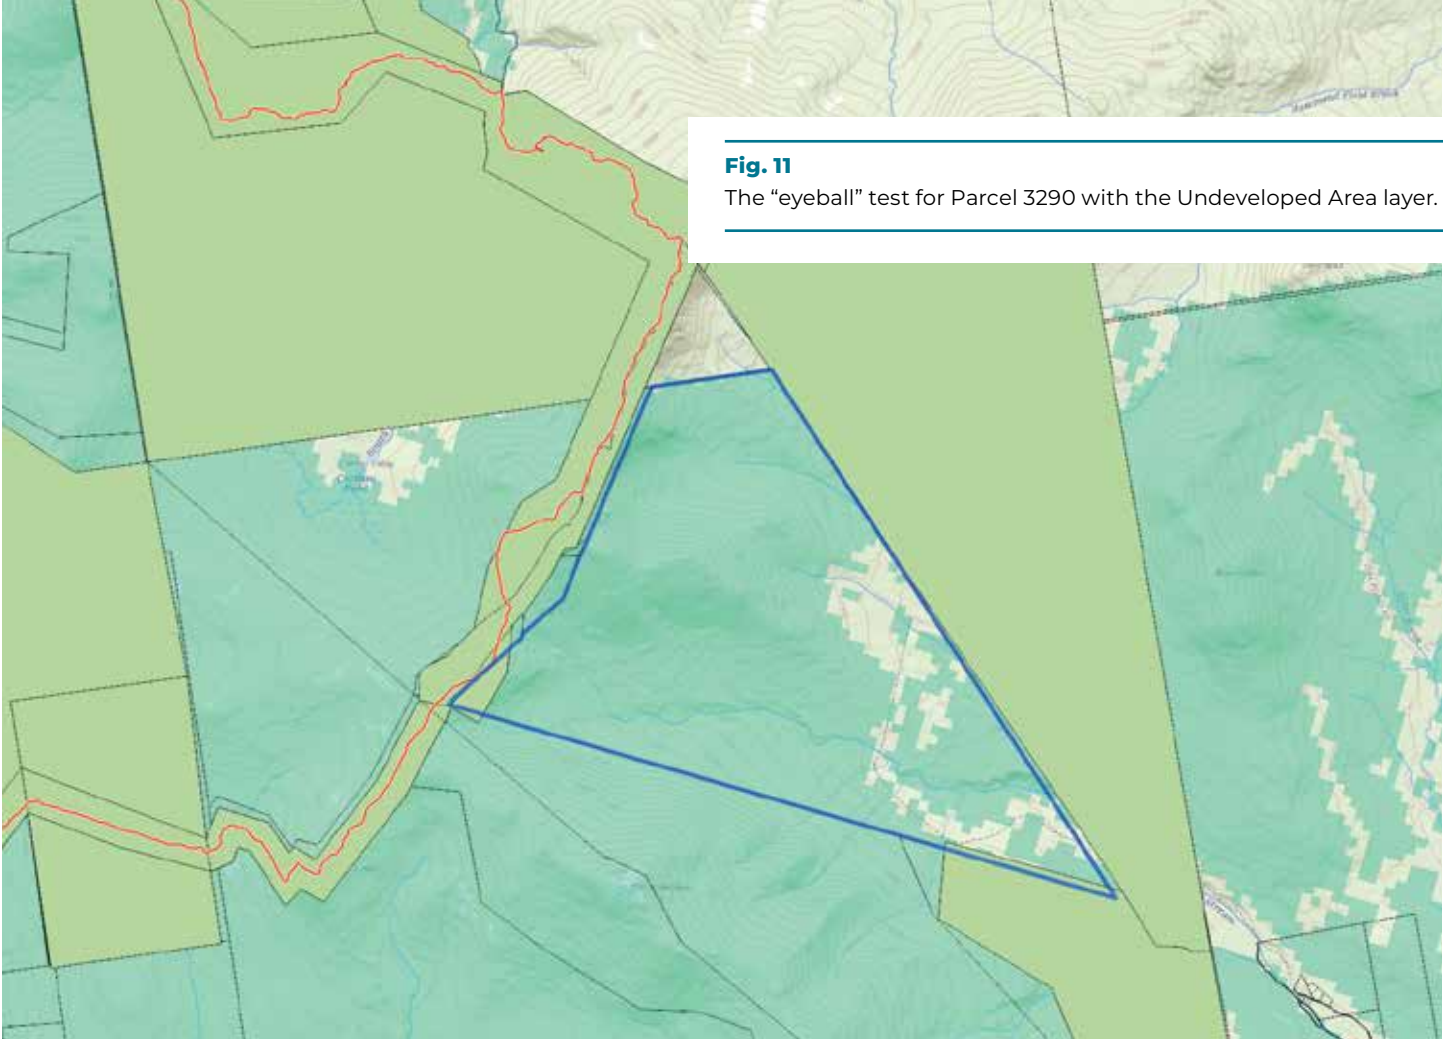 Fig. 11
The “eyeball” test for Parcel 3290 with the Undeveloped Area layer.